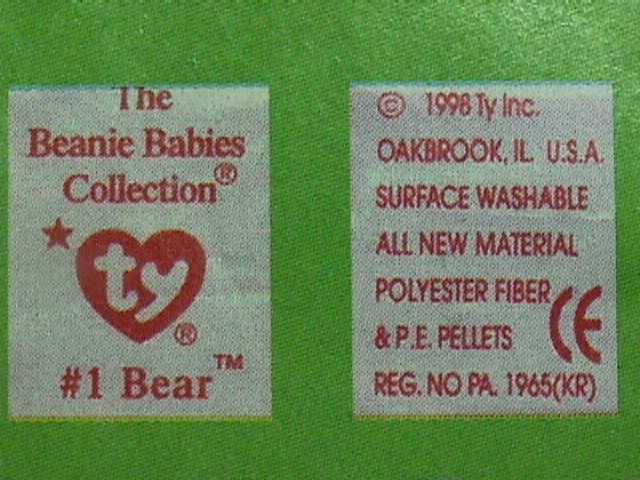 The
Beanie Babies
Collection®
ty
®
#1 Bear™
© 1998 Ty Inc.
OAKBROOK, IL U.S.A.
SURFACE WASHABLE
ALL NEW MATERIAL
POLYESTER FIBER
& P.E. PELLETS
CE
REG. NO PA. 1965(KR)